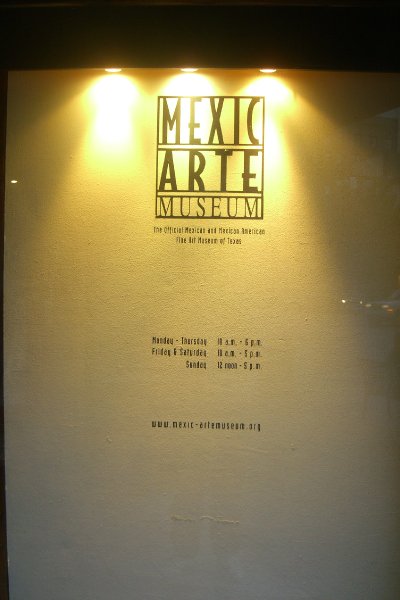 MEXIC
ARTE
MUSEUM
The Official Mexican and Mexican American
Fine Art Museum of Texas
Monday - Thursday 10 a.m. - 6 p.m.
Friday & Saturday 10 a.m. - 5 p.m.
Sunday 12 noon - 5 p.m.
www.mexic-artemuseum.org